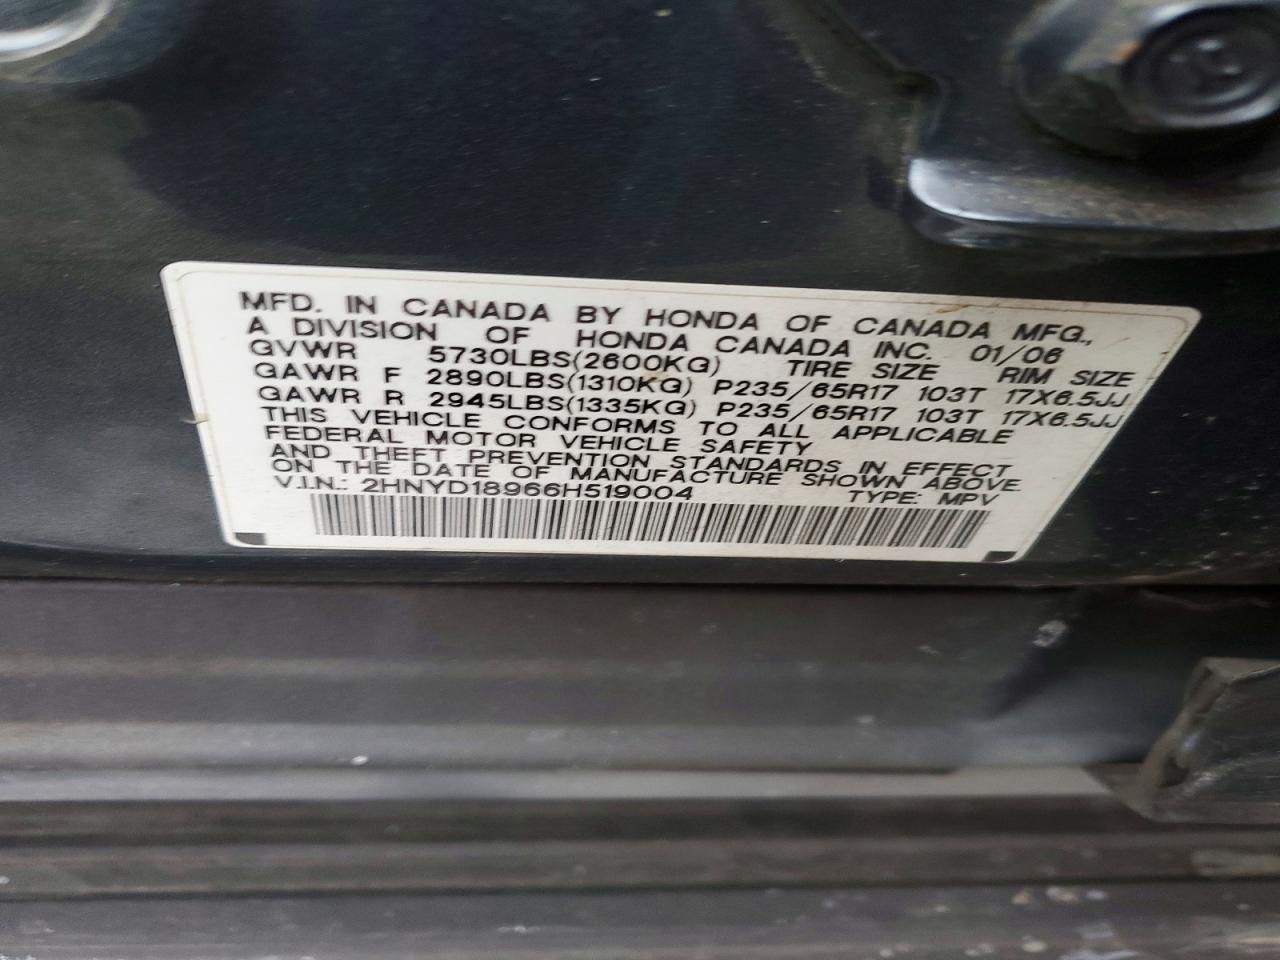 MFD. IN CANADA BY HONDA OF CANADA MFG.,
A DIVISION OF HONDA CANADA INC. 01/06
GVWR 5730LBS(2600KG) TIRE SIZE RIM SIZE
GAWR F 2890LBS(1310KG) P235/65R17 103T 17X6.5JJ
GAWR R 2945LBS(1335KG) P235/65R17 103T 17X6.5JJ
THIS VEHICLE CONFORMS TO ALL APPLICABLE
FEDERAL MOTOR VEHICLE SAFETY
AND THEFT PREVENTION STANDARDS IN EFFECT
ON THE DATE OF MANUFACTURE SHOWN ABOVE.
V.I.N.: 2HNYD18966H519004 TYPE: MPV